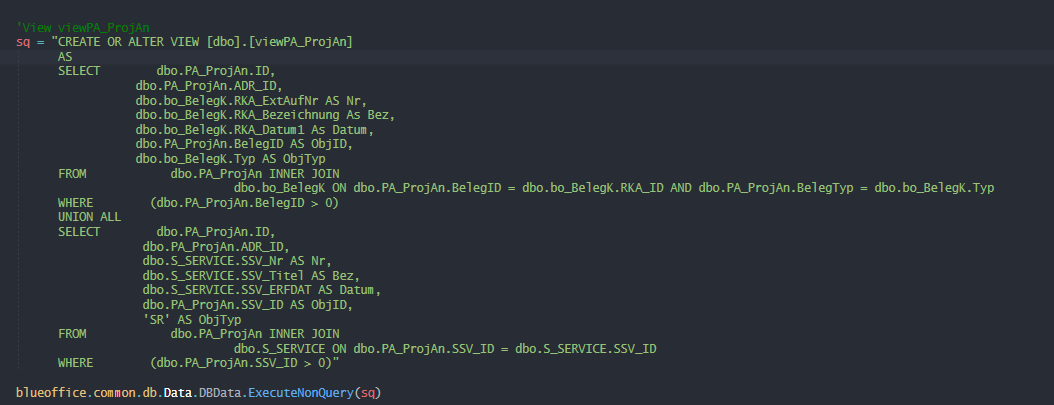 'View viewPA_ProjAn
sq = "CREATE OR ALTER VIEW [dbo].[viewPA_ProjAn]
AS
SELECT dbo.PA_ProjAn.ID,
dbo.PA_ProjAn.ADR_ID,
dbo.bo_BelegK.RKA_ExtAufNr AS Nr,
dbo.bo_BelegK.RKA_Bezeichnung As Bez,
dbo.bo_BelegK.RKA_Datum1 As Datum,
dbo.PA_ProjAn.BelegID AS ObjID,
dbo.bo_BelegK.Typ AS ObjTyp
FROM dbo.PA_ProjAn INNER JOIN
dbo.bo_BelegK ON dbo.PA_ProjAn.BelegID = dbo.bo_BelegK.RKA_ID AND dbo.PA_ProjAn.BelegTyp = dbo.bo_BelegK.Typ
WHERE (dbo.PA_ProjAn.BelegID > 0)
UNION ALL
SELECT dbo.PA_ProjAn.ID,
dbo.PA_ProjAn.ADR_ID,
dbo.S_SERVICE.SSV_Nr AS Nr,
dbo.S_SERVICE.SSV_Titel AS Bez,
dbo.S_SERVICE.SSV_ERFDAT AS Datum,
dbo.PA_ProjAn.SSV_ID AS ObjID,
'SR' AS ObjTyp
FROM dbo.PA_ProjAn INNER JOIN
dbo.S_SERVICE ON dbo.PA_ProjAn.SSV_ID = dbo.S_SERVICE.SSV_ID
WHERE (dbo.PA_ProjAn.SSV_ID > 0)"
blueoffice.common.db.Data.DBData.ExecuteNonQuery(sq)